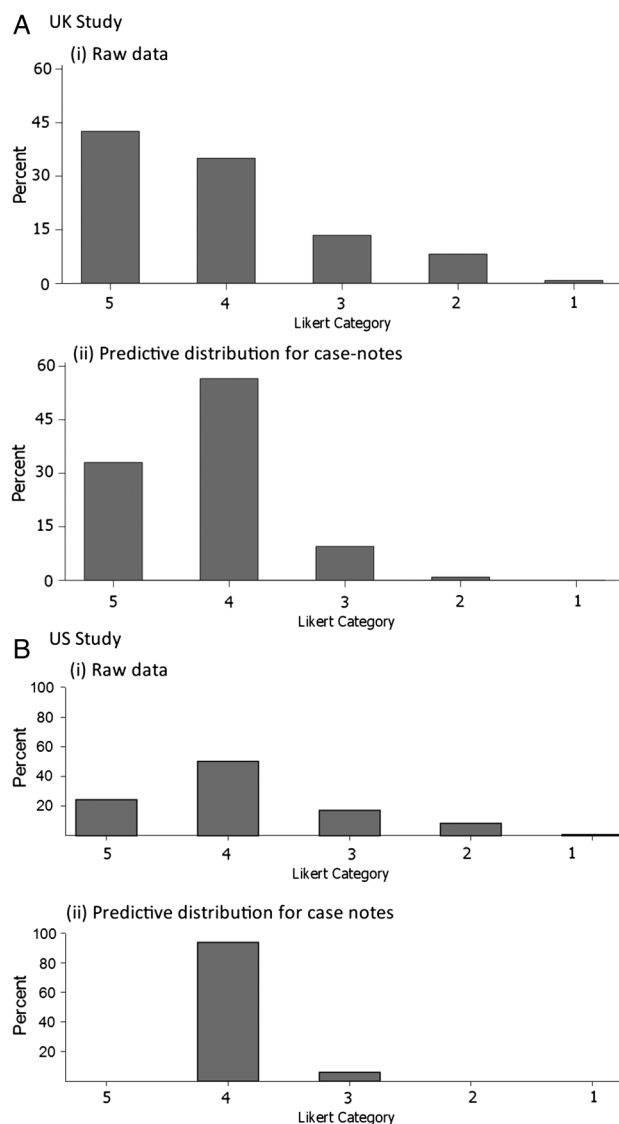 A UK Study
(i) Raw data
60
45
30
15
0
Percent
5 4 3 2 1
Likert Category
(ii) Predictive distribution for case-notes
60
45
30
15
0
Percent
5 4 3 2 1
Likert Category
B US Study
(i) Raw data
100
80
60
40
20
Percent
5 4 3 2 1
Likert Category
(ii) Predictive distribution for case notes
100
80
60
40
20
Percent
5 4 3 2 1
Likert Category